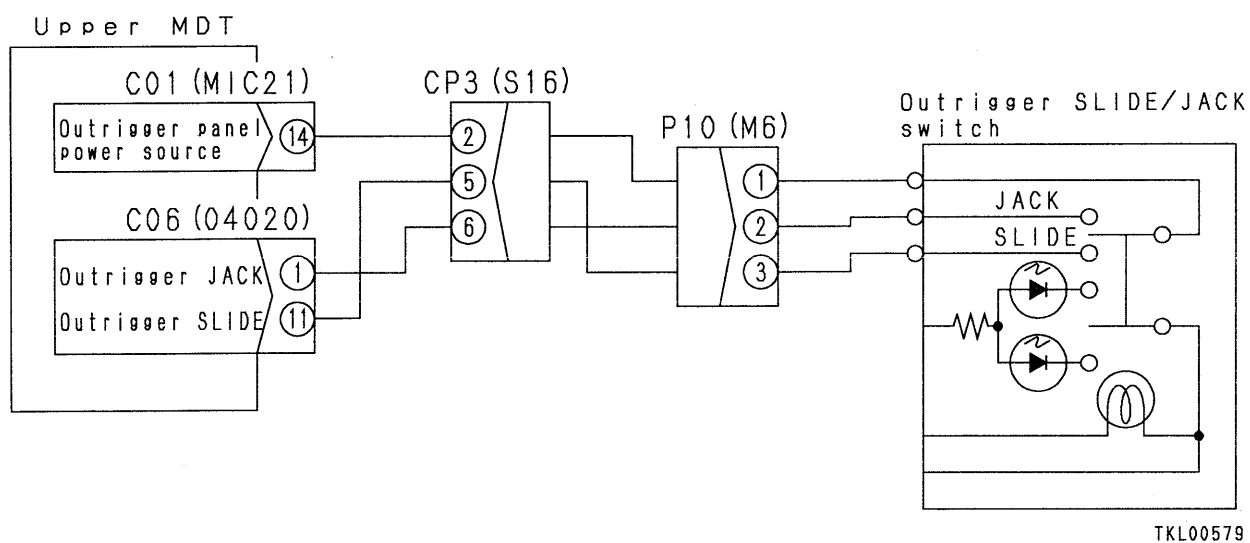 Upper MDT
C01 (MIC21)
Outrigger panel
power source
14
C06 (04020)
Outrigger JACK
1
Outrigger SLIDE
11
CP3 (S16)
2
5
6
P10 (M6)
1
2
3
Outrigger SLIDE/JACK
switch
JACK
SLIDE
TKL00579